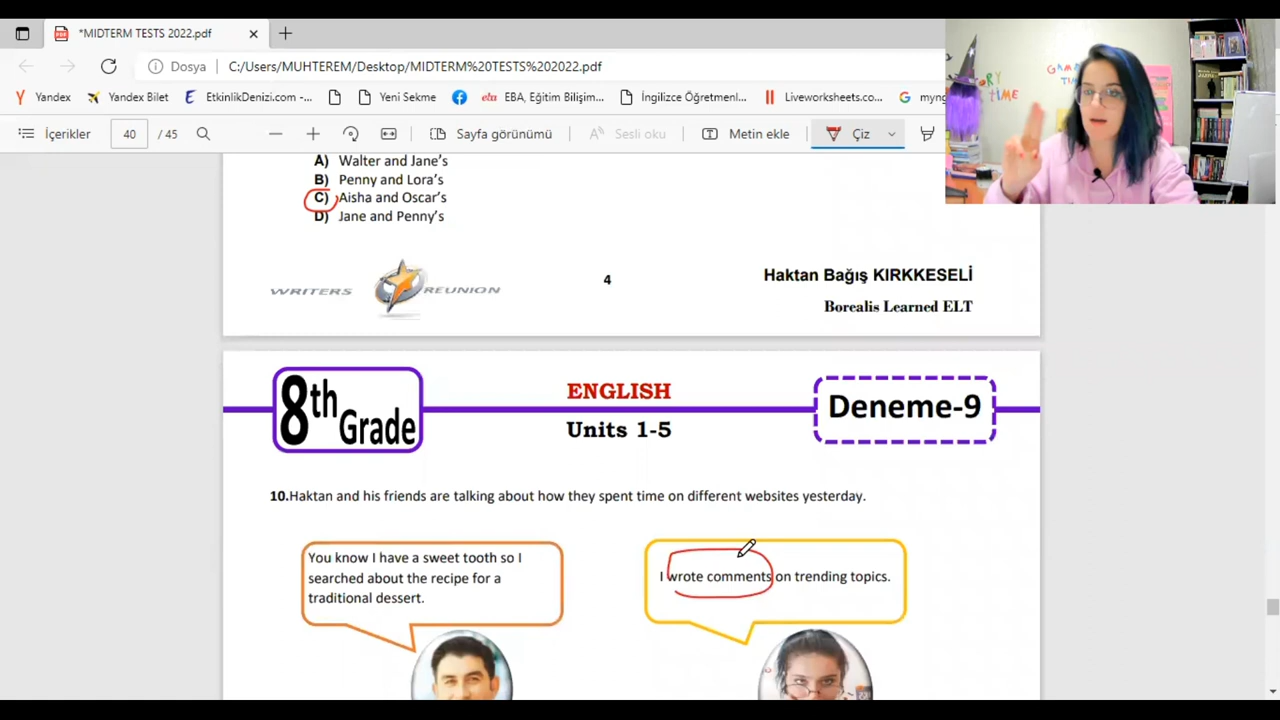 *MIDTERM TESTS 2022.pdf
Dosya
C:/Users/MUHTEREM/Desktop/MIDTERM%20TESTS%202022.pdf
Yandex
Yandex Bilet
EtkinlikDenizi.com -...
Yeni Sekme
EBA, Eğitim Bilişim...
İngilizce Öğretmenl...
Liveworksheets.co...
myng
İçerikler
40
/ 45
Sayfa görünümü
Sesli oku
Metin ekle
Çiz
A) Walter and Jane's
B) Penny and Lora's
C) Aisha and Oscar's
D) Jane and Penny's
WRITERS REUNION
4
Haktan Bağış KIRKKESELİ
Borealis Learned ELT
8th Grade
ENGLISH
Units 1-5
Deneme-9
10.Haktan and his friends are talking about how they spent time on different websites yesterday.
You know I have a sweet tooth so I
searched about the recipe for a
traditional dessert.
I wrote comments on trending topics.